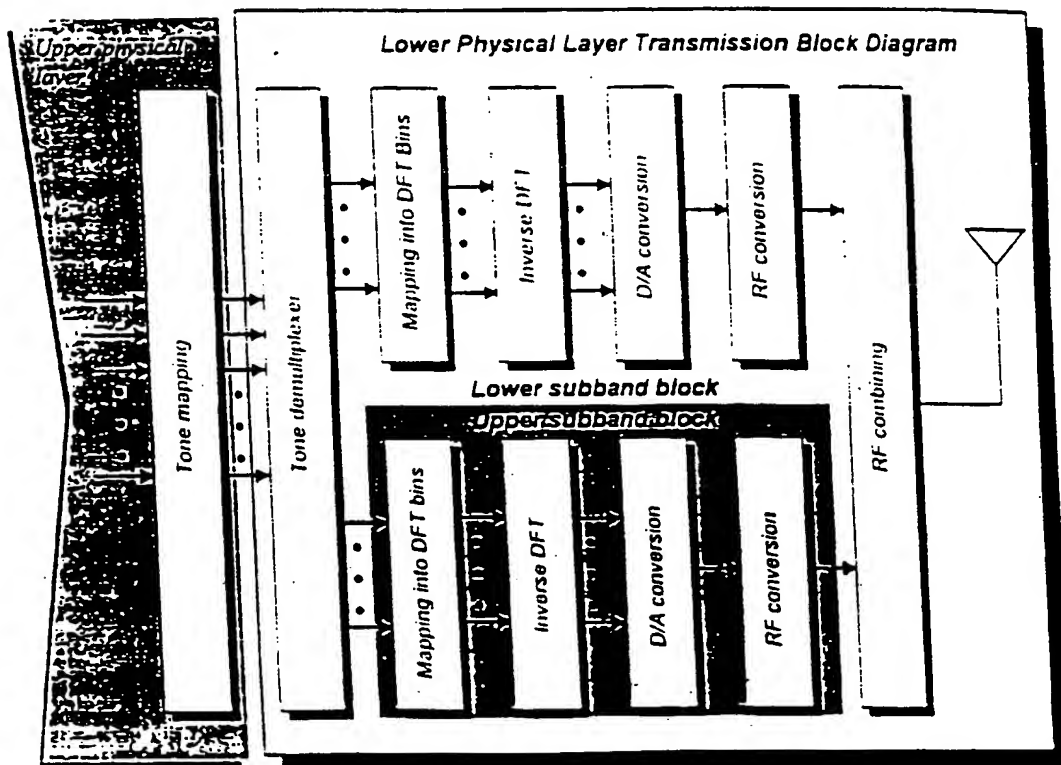 Upper physical
layer
Lower Physical Layer Transmission Block Diagram
Tone mapping
Tone demultiplexer
Mapping into DFT Bins
Inverse DFT
D/A conversion
RF conversion
Lower subband block
Upper subband block
Mapping into DFT bins
Inverse DFT
D/A conversion
RF conversion
RF combining